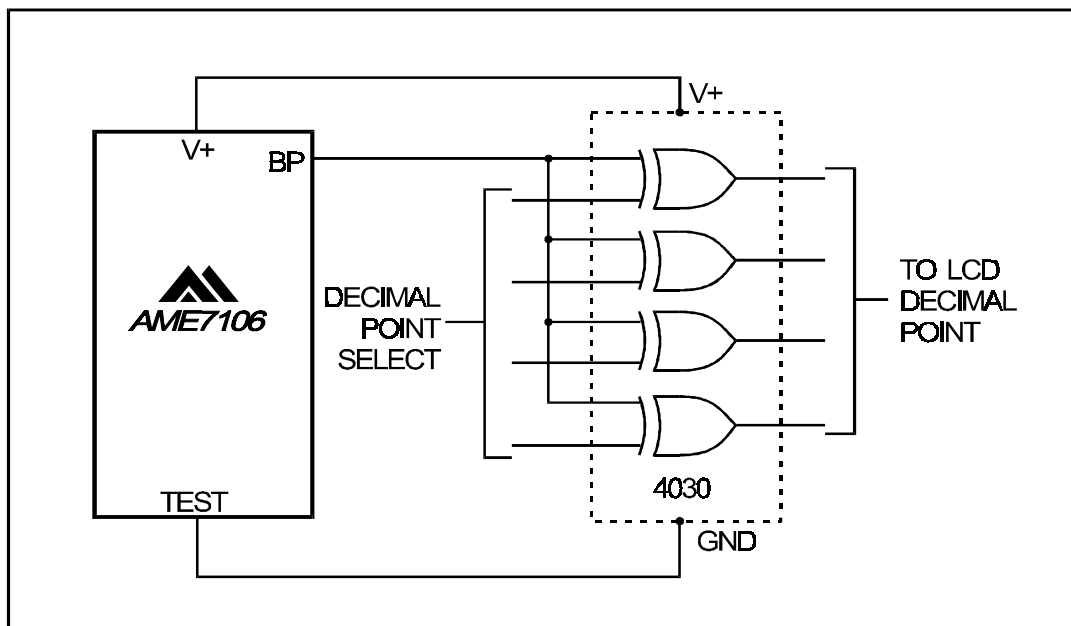 V+
V+
BP
AME7106
DECIMAL
POINT
SELECT
TO LCD
DECIMAL
POINT
TEST
4030
GND